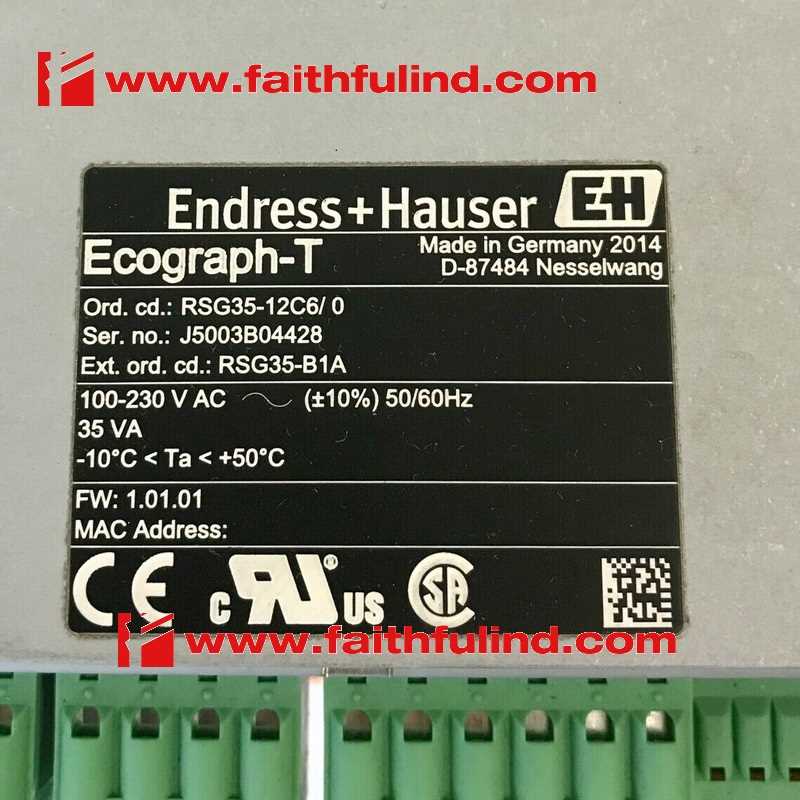 www.faithfulind.com
Endress+Hauser EH
Ecograph-T
Made in Germany 2014
D-87484 Nesselwang
Ord. cd.: RSG35-12C6/ 0
Ser. no.: J5003B04428
Ext. ord. cd.: RSG35-B1A
100-230 V AC (±10%) 50/60Hz
35 VA
-10°C < Ta < +50°C
FW: 1.01.01
MAC Address:
CE c RU ® US SA
www.faithfulind.com